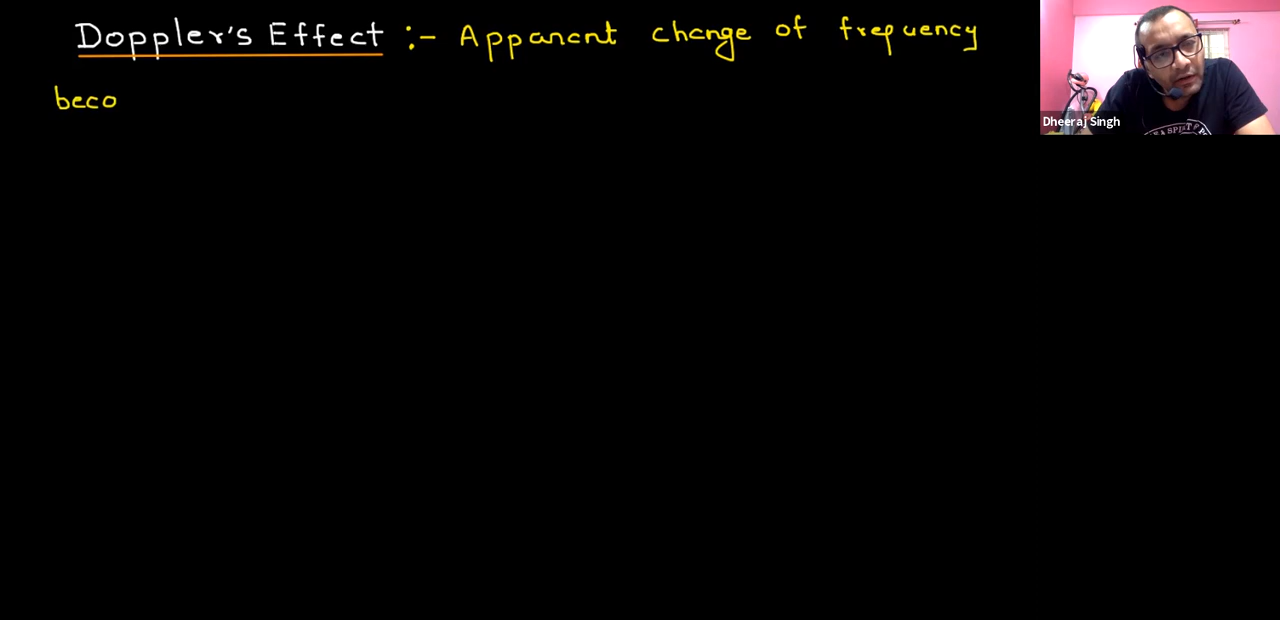 Doppler's Effect :- Apparent change of frequency
beco
Dheeraj Singh